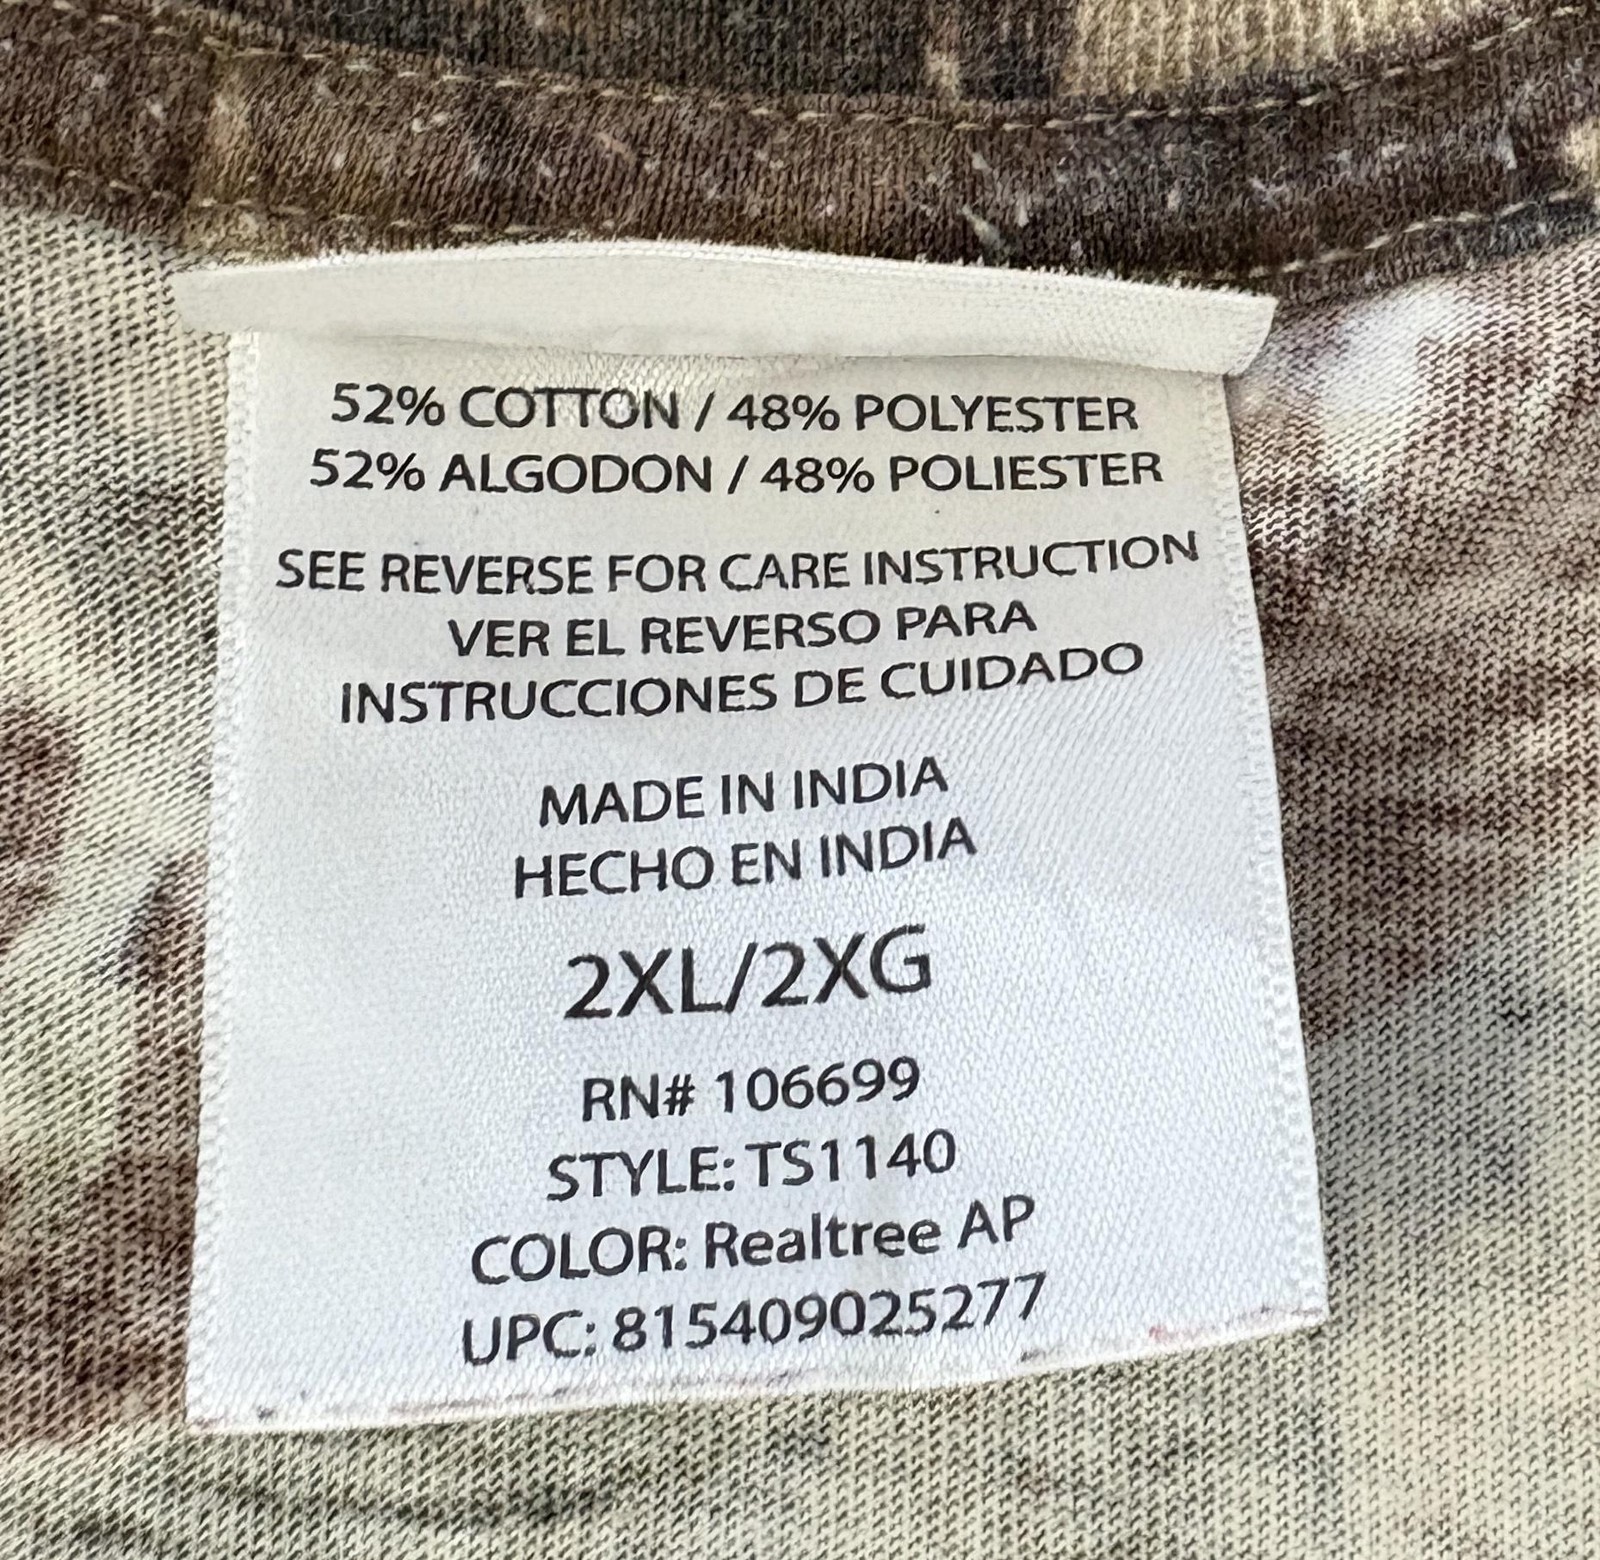 52% COTTON / 48% POLYESTER
52% ALGODON / 48% POLIESTER
SEE REVERSE FOR CARE INSTRUCTION
VER EL REVERSO PARA
INSTRUCCIONES DE CUIDADO
MADE IN INDIA
HECHO EN INDIA
2XL/2XG
RN# 106699
STYLE: TS1140
COLOR: Realtree AP
UPC: 815409025277